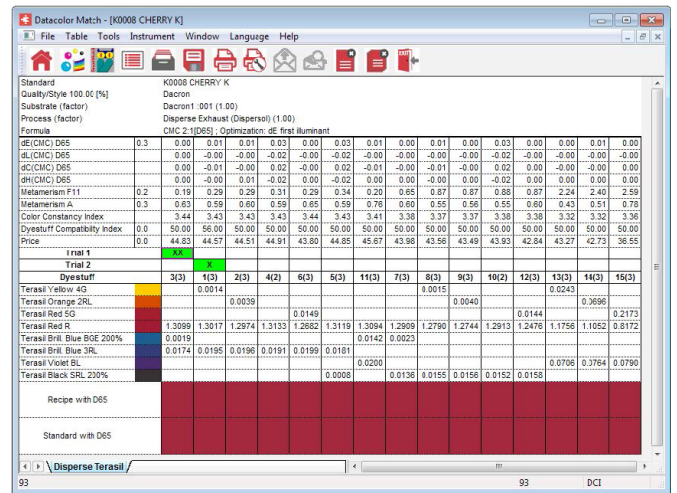 Datacolor Match - [K0008 CHERRY K]
File Table Tools Instrument Window Language Help
Standard K0008 CHERRY K
Quality/Style 100.00 [%] Dacron
Substrate (factor) Dacron1 :001 (1.00)
Process (factor) Disperse Exhaust (Dispersol) (1.00)
Formula CMC 2:1[D65] ; Optimization: dE first illuminant
dE(CMC) D65 0.3 0.00 0.01 0.01 0.03 0.00 0.03 0.01 0.00 0.01 0.00 0.03 0.00 0.00 0.01 0.00
dL(CMC) D65 0.00 -0.00 -0.00 -0.02 0.00 -0.02 -0.00 0.00 -0.00 0.00 -0.02 0.00 0.00 -0.00 0.00
dC(CMC) D65 0.00 -0.01 -0.00 -0.02 0.00 -0.02 -0.01 -0.00 -0.01 -0.00 -0.02 0.00 -0.00 -0.01 -0.00
dH(CMC) D65 0.00 -0.00 0.01 -0.02 0.00 -0.02 0.00 0.00 -0.00 0.00 0.02 0.00 0.00 0.00 0.00
Metamerism F11 0.2 0.19 0.29 0.29 0.31 0.29 0.34 0.20 0.65 0.87 0.87 0.88 0.87 2.24 2.40 2.59
Metamerism A 0.3 0.63 0.59 0.60 0.59 0.65 0.59 0.76 0.60 0.55 0.56 0.55 0.60 0.43 0.51 0.78
Color Constancy Index 3.44 3.43 3.43 3.43 3.44 3.43 3.41 3.38 3.37 3.37 3.38 3.38 3.32 3.32 3.36
Dyestuff Compatibilty Index 0.0 50.00 56.00 50.00 50.00 50.00 50.00 50.00 50.00 50.00 50.00 50.00 50.00 50.00 50.00 50.00
Price 0.0 44.83 44.57 44.51 44.91 43.80 44.85 45.67 43.98 43.56 43.49 43.93 42.84 43.27 42.73 36.55
Trial 1 XX
Trial 2 X
Dyestuff 3(3) 1(3) 2(3) 4(2) 6(3) 5(3) 11(3) 7(3) 8(3) 9(3) 10(2) 12(3) 13(3) 14(3) 15(3)
Terasil Yellow 4G 0.0014 0.0015 0.0243
Terasil Orange 2RL 0.0039 0.0040 0.0696
Terasil Red 5G 0.0149 0.0144 0.2173
Terasil Red R 1.3099 1.3017 1.2974 1.3133 1.2682 1.3119 1.3094 1.2909 1.2790 1.2744 1.2913 1.2476 1.1756 1.1052 0.8172
Terasil Brill. Blue BGE 200% 0.0019 0.0142 0.0023
Terasil Brill. Blue 3RL 0.0174 0.0195 0.0196 0.0191 0.0199 0.0181
Terasil Violet BL 0.0200 0.0706 0.0764 0.0790
Terasil Black SRL 200% 0.0008 0.0136 0.0155 0.0156 0.0152 0.0158
Recipe with D65
Standard with D65
Disperse Terasil
93 93 DCI